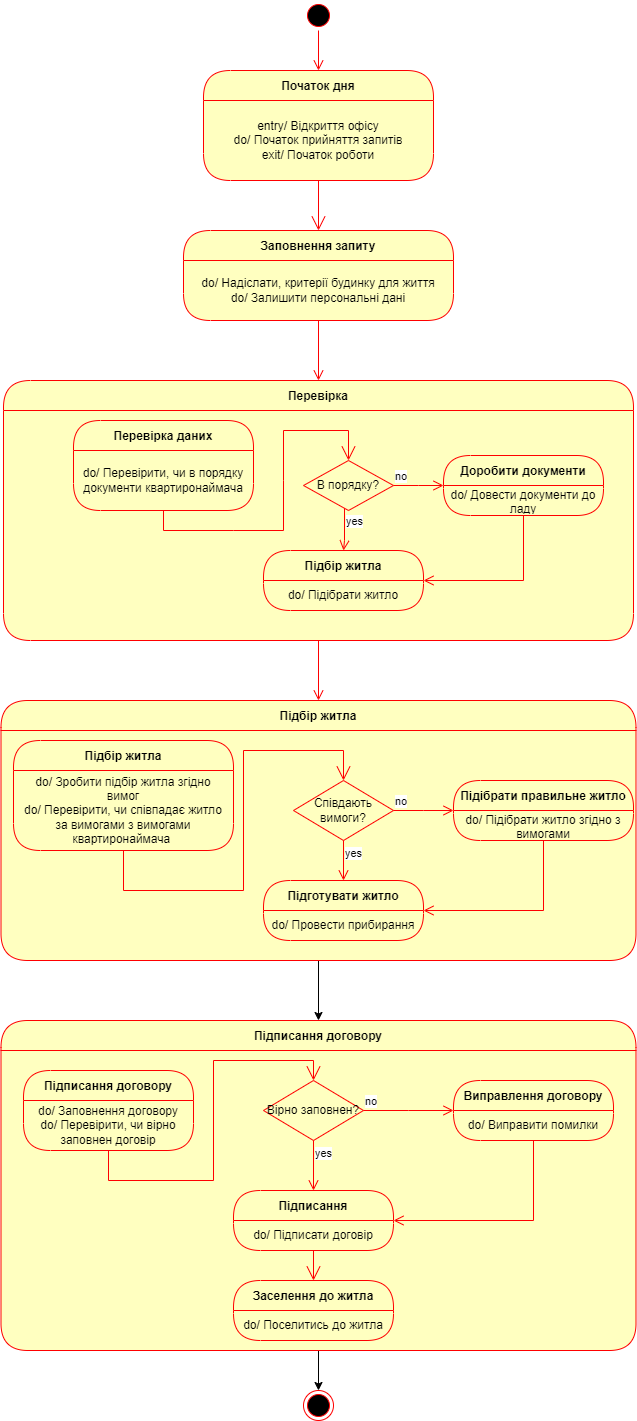 Початок дня
entry/ Відкриття офісу
do/ Початок прийняття запитів
exit/ Початок роботи
Заповнення запиту
do/ Надіслати, критерії будинку для життя
do/ Залишити персональні дані
Перевірка
Перевірка даних
do/ Перевірити, чи в порядку
документи квартиронаймача
В порядку?
no
yes
Доробити документи
do/ Довести документи до
ладу
Підбір житла
do/ Підібрати житло
Підбір житла
Підбір житла
do/ Зробити підбір житла згідно
вимог
do/ Перевірити, чи співпадає житло
за вимогами з вимогами
квартиронаймача
Співдають
вимоги?
no
yes
Підібрати правильне житло
do/ Підібрати житло згідно з
вимогами
Підготувати житло
do/ Провести прибирання
Підписання договору
Підписання договору
do/ Заповнення договору
do/ Перевірити, чи вірно
заповнен договір
Вірно заповнен?
no
yes
Виправлення договору
do/ Виправити помилки
Підписання
do/ Підписати договір
Заселення до житла
do/ Поселитись до житла